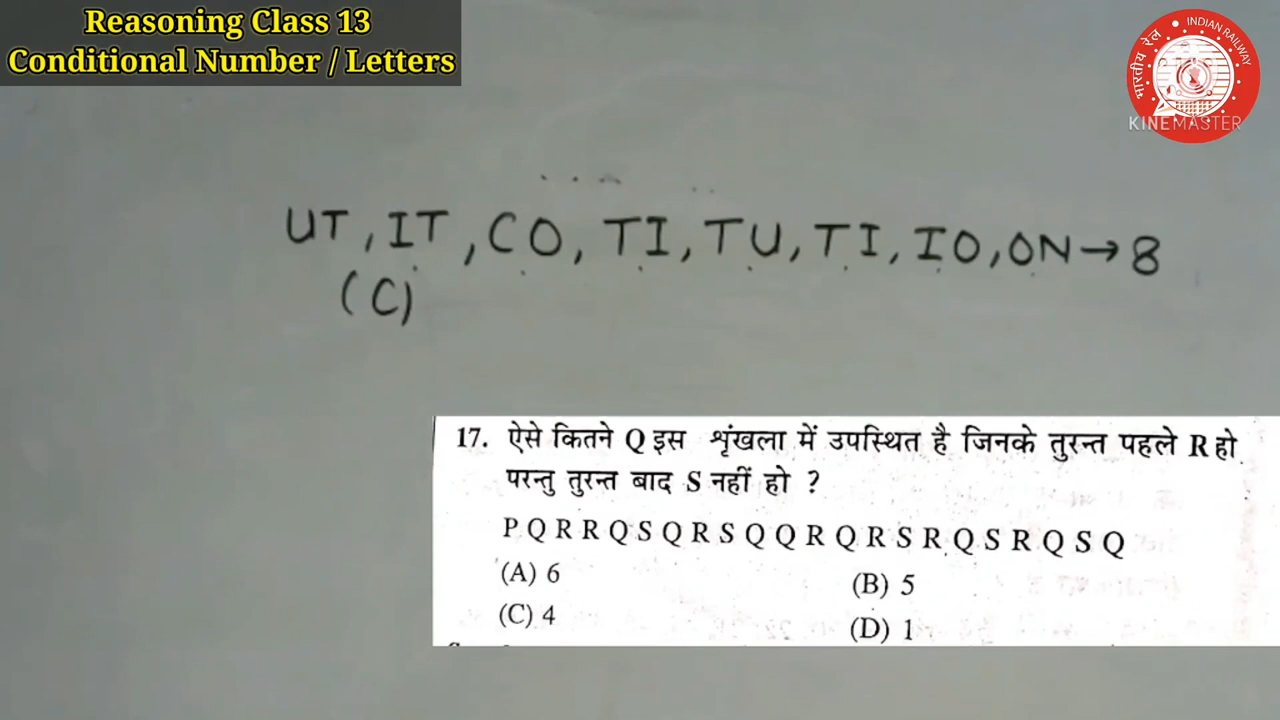 Reasoning Class 13
Conditional Number / Letters
भारतीय रेल
INDIAN RAILWAY
KINEMASTER
UT, IT, CO, TI, TU, TI, IO, ON → 8
(C)
17. ऐसे कितने Q इस शृंखला में उपस्थित है जिनके तुरन्त पहले R हो
परन्तु तुरन्त बाद S नहीं हो ?
P Q R R Q S Q R S Q Q R Q R S R Q S R Q S Q
(A) 6
(B) 5
(C) 4
(D) 1